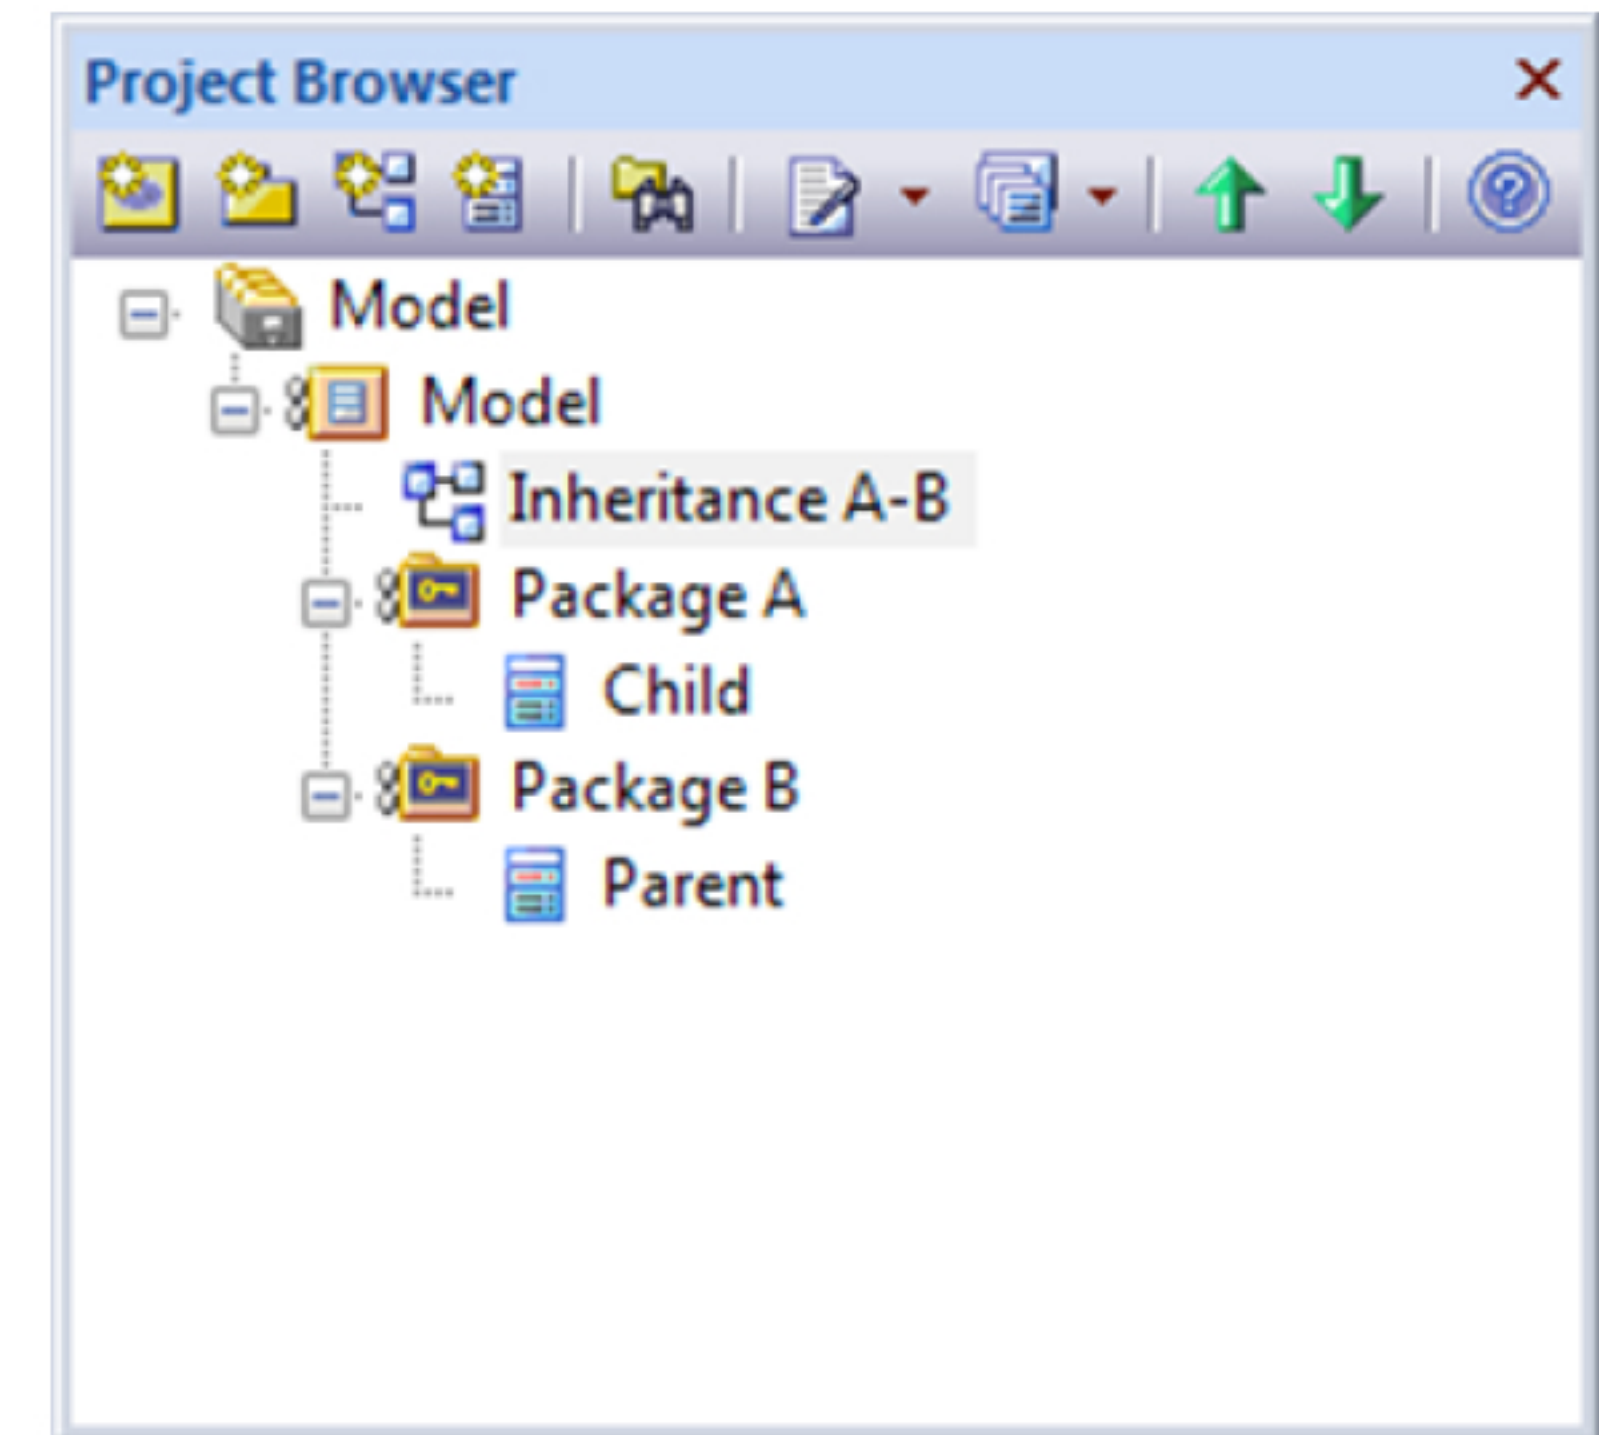 Project Browser
Model
Model
Inheritance A-B
Package A
Child
Package B
Parent